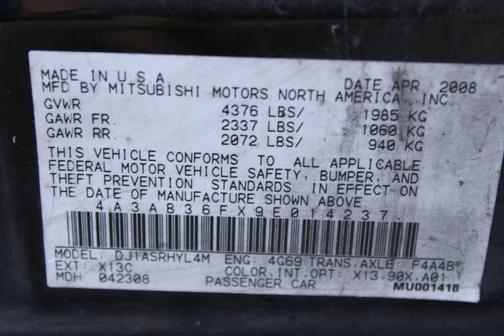 MADE IN U.S.A DATE APR 2008
MFD BY MITSUBISHI MOTORS NORTH AMERICA, INC
GVWR 4376 LBS/ 1985 KG
GAWR FR. 2337 LBS/ 1060 KG
GAWR RR. 2072 LBS/ 940 KG
THIS VEHICLE CONFORMS TO ALL APPLICABLE
FEDERAL MOTOR VEHICLE SAFETY, BUMPER, AND
THEFT PREVENTION STANDARDS IN EFFECT ON
THE DATE OF MANUFACTURE SHOWN ABOVE.
4A3AB36FX9E014237
MODEL: DJ1ASRHYL4M ENG: 4G69 TRANS.AXLE: F4A4B*
EXT: X13C COLOR.INT.OPT: X13.90X.A01
MDH 042308 PASSENGER CAR MU001418